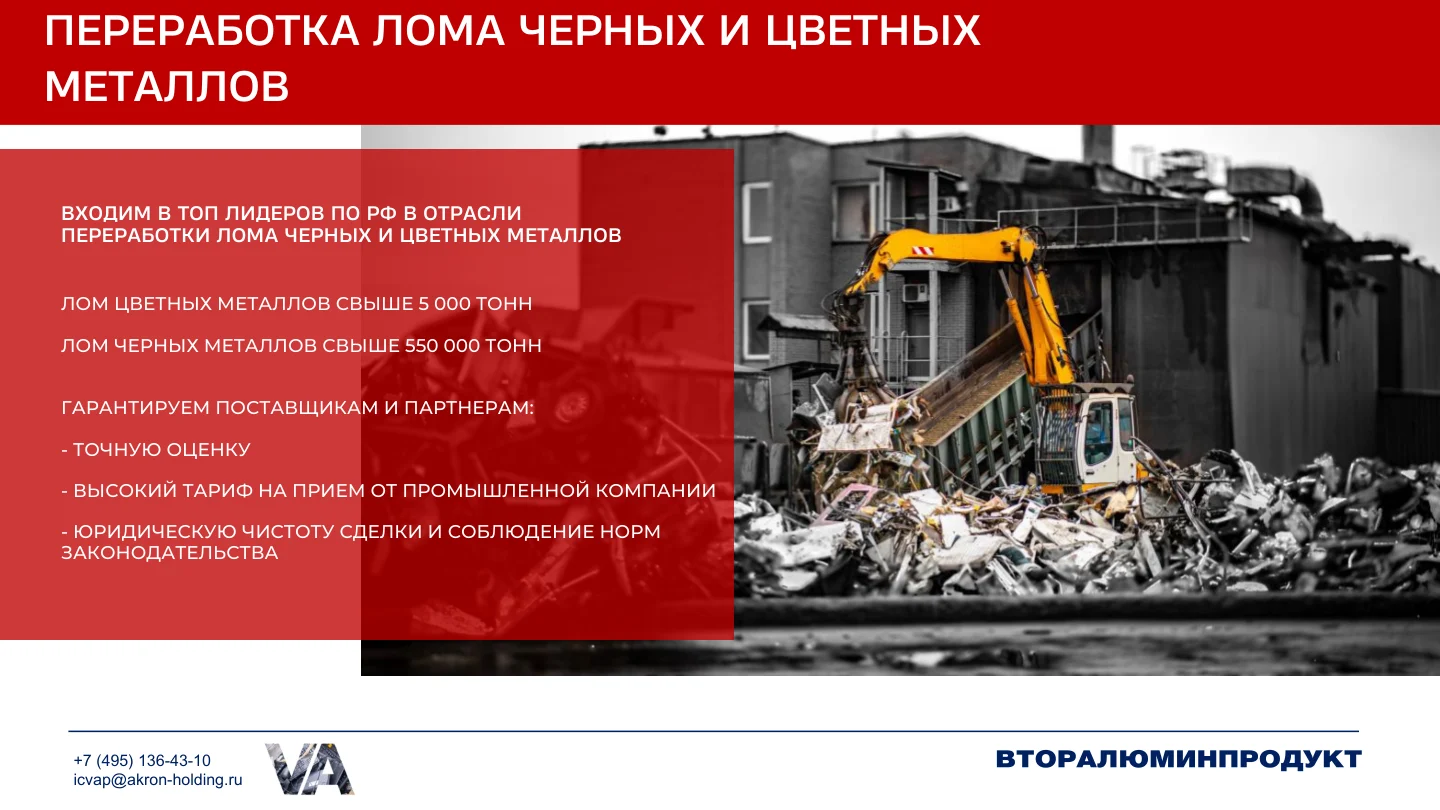 ПЕРЕРАБОТКА ЛОМА ЧЕРНЫХ И ЦВЕТНЫХ
МЕТАЛЛОВ
ВХОДИМ В ТОП ЛИДЕРОВ ПО РФ В ОТРАСЛИ
ПЕРЕРАБОТКИ ЛОМА ЧЕРНЫХ И ЦВЕТНЫХ МЕТАЛЛОВ
ЛОМ ЦВЕТНЫХ МЕТАЛЛОВ СВЫШЕ 5 000 ТОНН
ЛОМ ЧЕРНЫХ МЕТАЛЛОВ СВЫШЕ 550 000 ТОНН
ГАРАНТИРУЕМ ПОСТАВЩИКАМ И ПАРТНЕРАМ:
- ТОЧНУЮ ОЦЕНКУ
- ВЫСОКИЙ ТАРИФ НА ПРИЕМ ОТ ПРОМЫШЛЕННОЙ КОМПАНИИ
- ЮРИДИЧЕСКУЮ ЧИСТОТУ СДЕЛКИ И СОБЛЮДЕНИЕ НОРМ
ЗАКОНОДАТЕЛЬСТВА
+7 (495) 136-43-10
icvap@akron-holding.ru
VA
ВТОРАЛЮМИНПРОДУКТ